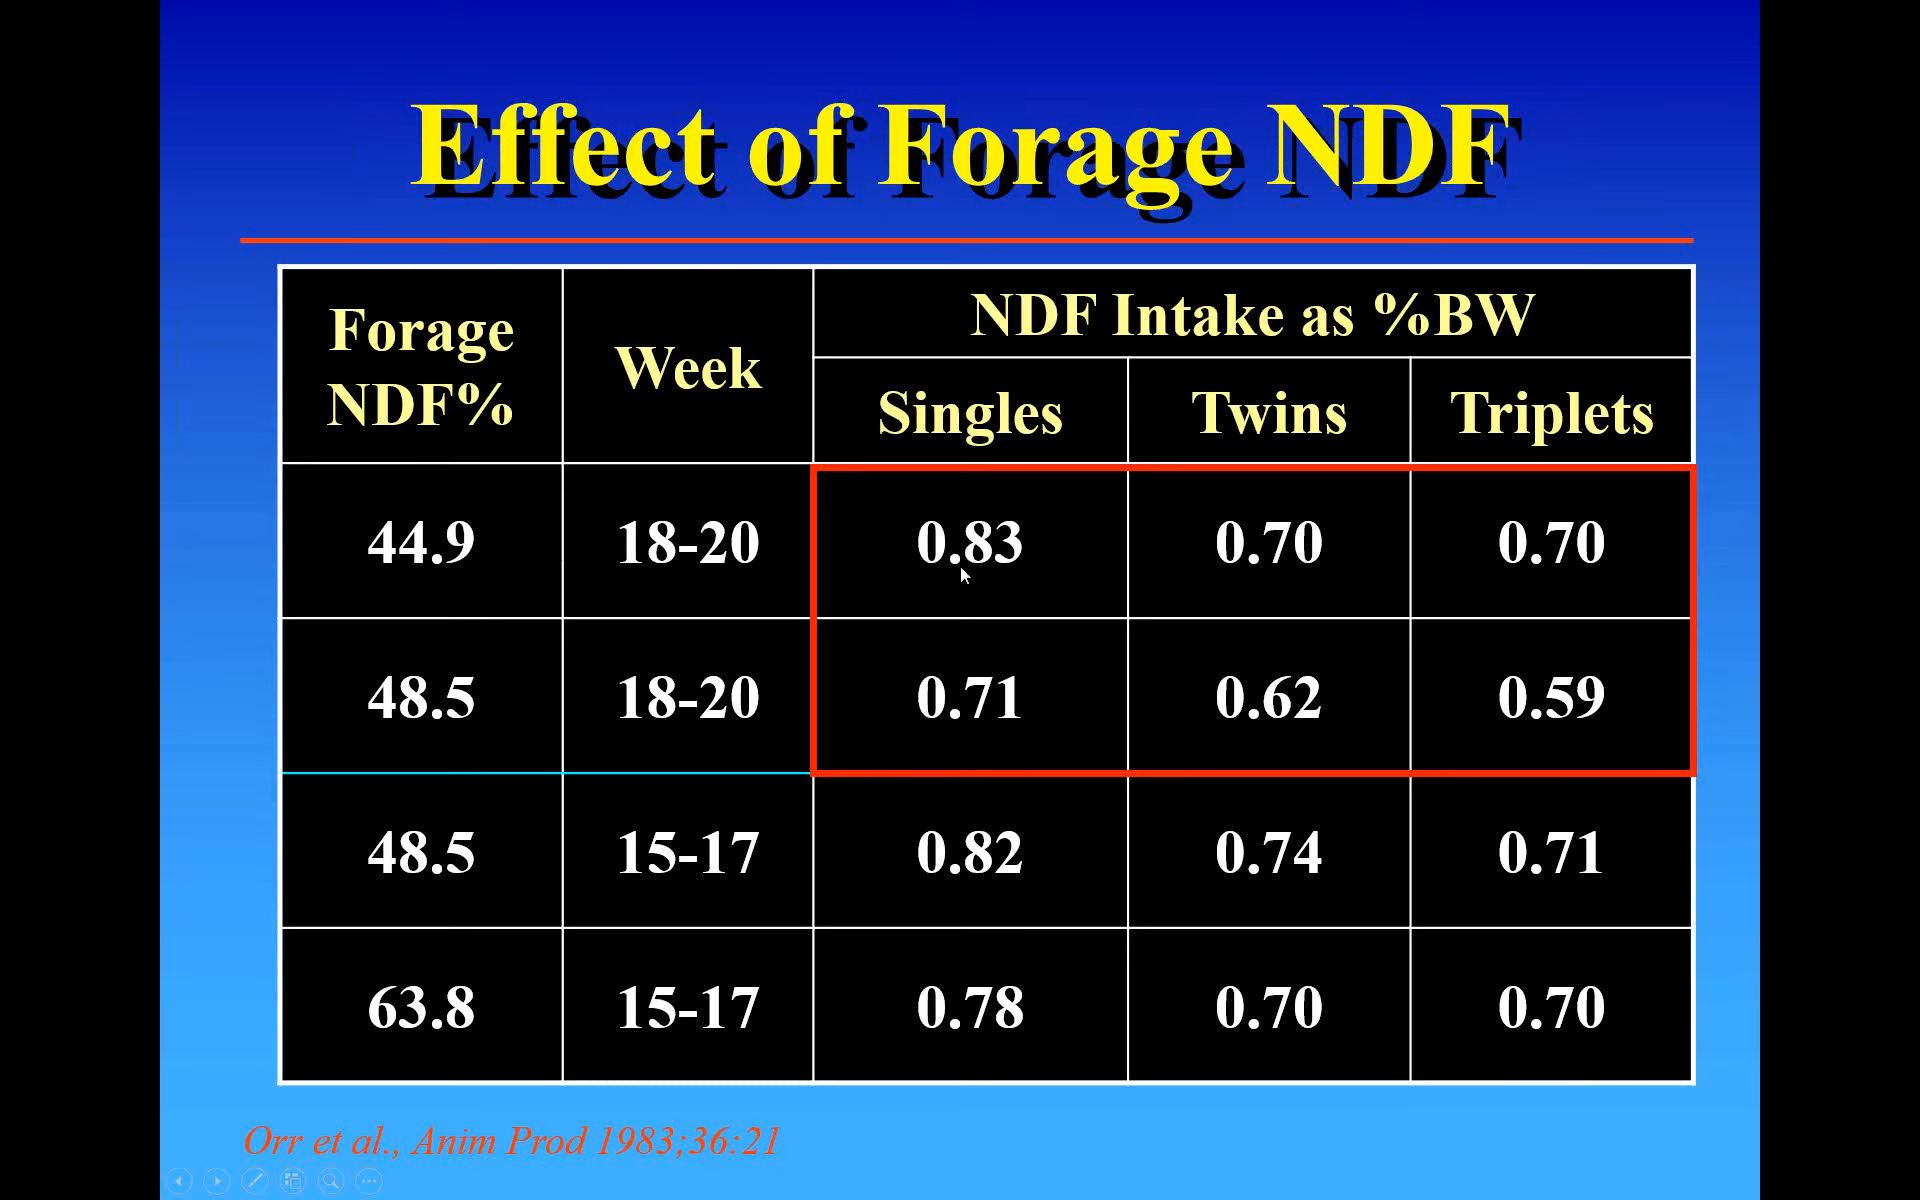 Effect of Forage NDF
Forage NDF% Week NDF Intake as %BW
Singles Twins Triplets
44.9 18-20 0.83 0.70 0.70
48.5 18-20 0.71 0.62 0.59
48.5 15-17 0.82 0.74 0.71
63.8 15-17 0.78 0.70 0.70
Orr et al., Anim Prod 1983;36:21